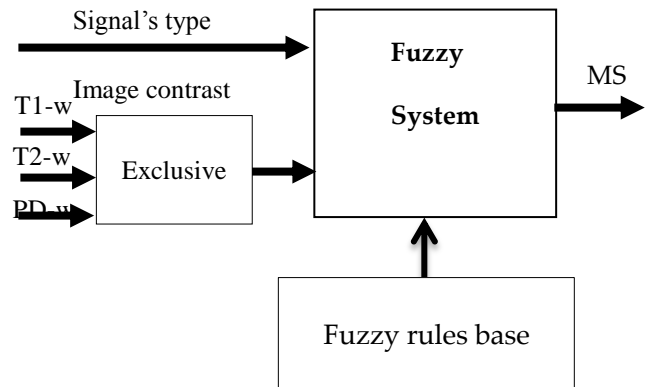 Signal’s type
Fuzzy
System
MS
Image contrast
T1-w
T2-w
PD-w
Exclusive
Fuzzy rules base